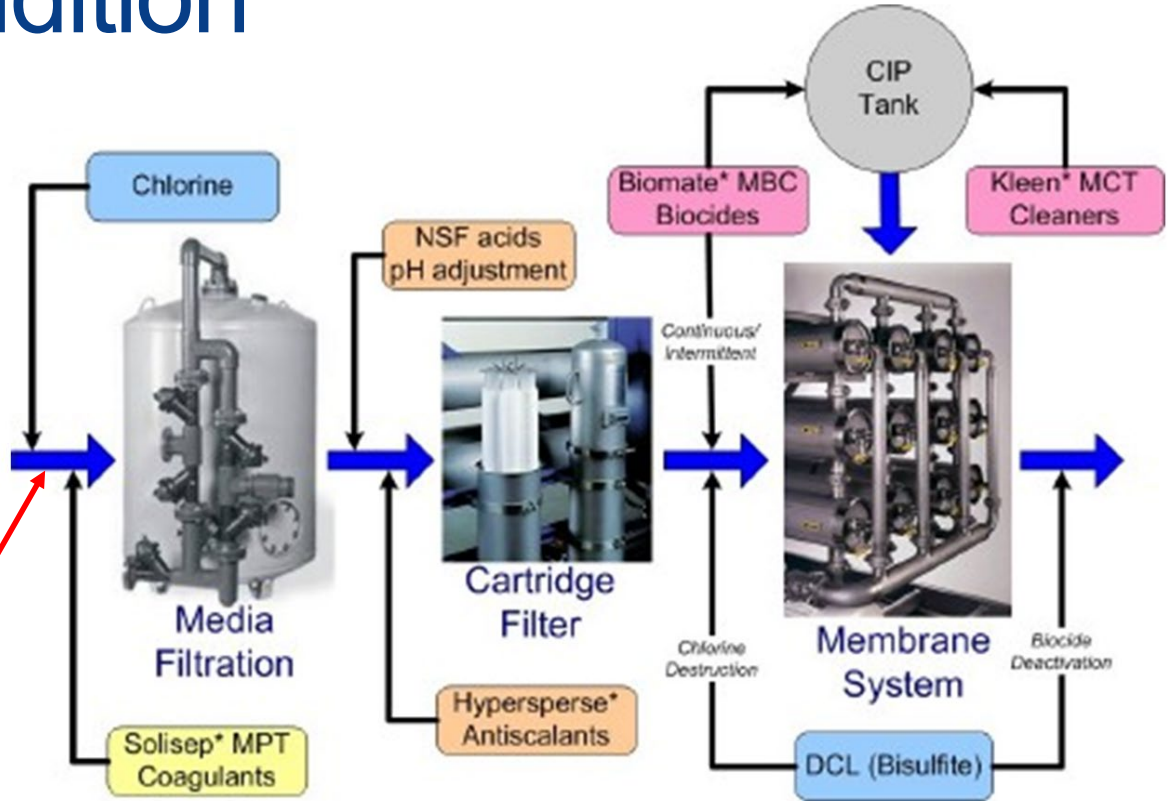 CIP
Tank
Chlorine
Biomate* MBC
Biocides
Kleen* MCT
Cleaners
NSF acids
pH adjustment
Continuous/
Intermittent
Media
Filtration
Cartridge
Filter
Chlorine
Destruction
Membrane
System
Biocide
Deactivation
Solisep* MPT
Coagulants
Hypersperse*
Antiscalants
DCL (Bisulfite)